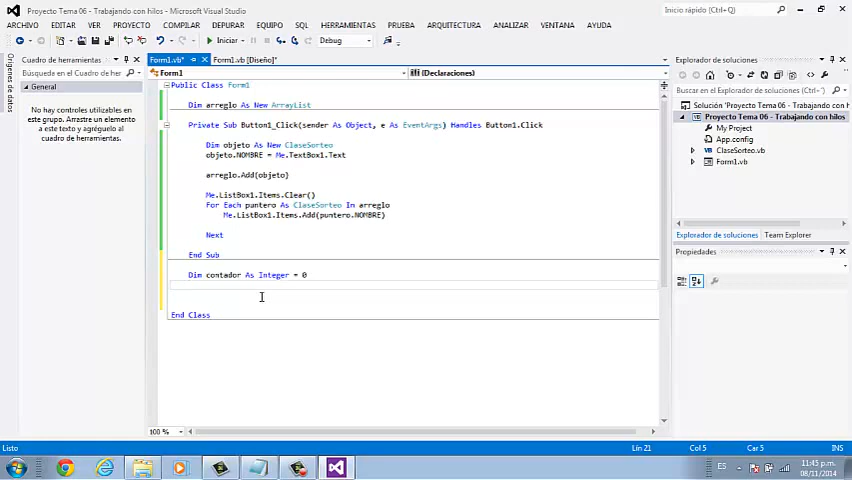 Proyecto Tema 06 - Trabajando con hilos - Microsoft Visual Studio
Inicio rápido (Ctrl+Q)
ARCHIVO EDITAR VER PROYECTO COMPILAR DEPURAR EQUIPO SQL HERRAMIENTAS PRUEBA ARQUITECTURA ANALIZAR VENTANA AYUDA
Iniciar Debug
Orígenes de datos
Cuadro de herramientas
Búsqueda en el Cuadro de her
General
No hay controles utilizables en
este grupo. Arrastre un elemento
a este texto y agréguelo al
cuadro de herramientas.
Form1.vb* Form1.vb [Diseño]*
Form1 (Declaraciones)
Public Class Form1
Dim arreglo As New ArrayList
Private Sub Button1_Click(sender As Object, e As EventArgs) Handles Button1.Click
Dim objeto As New ClaseSorteo
objeto.NOMBRE = Me.TextBox1.Text
arreglo.Add(objeto)
Me.ListBox1.Items.Clear()
For Each puntero As ClaseSorteo In arreglo
Me.ListBox1.Items.Add(puntero.NOMBRE)
Next
End Sub
Dim contador As Integer = 0
End Class
100 %
Explorador de soluciones
Buscar en el Explorador de soluciones (
Solución 'Proyecto Tema 06 - Trabajando
Proyecto Tema 06 - Trabajando con hilos
My Project
App.config
ClaseSorteo.vb
Form1.vb
Explorador de soluciones Team Explorer
Propiedades
Listo Lín 21 Col 5 Car 5 INS
ES 11:45 p.m.
08/11/2014